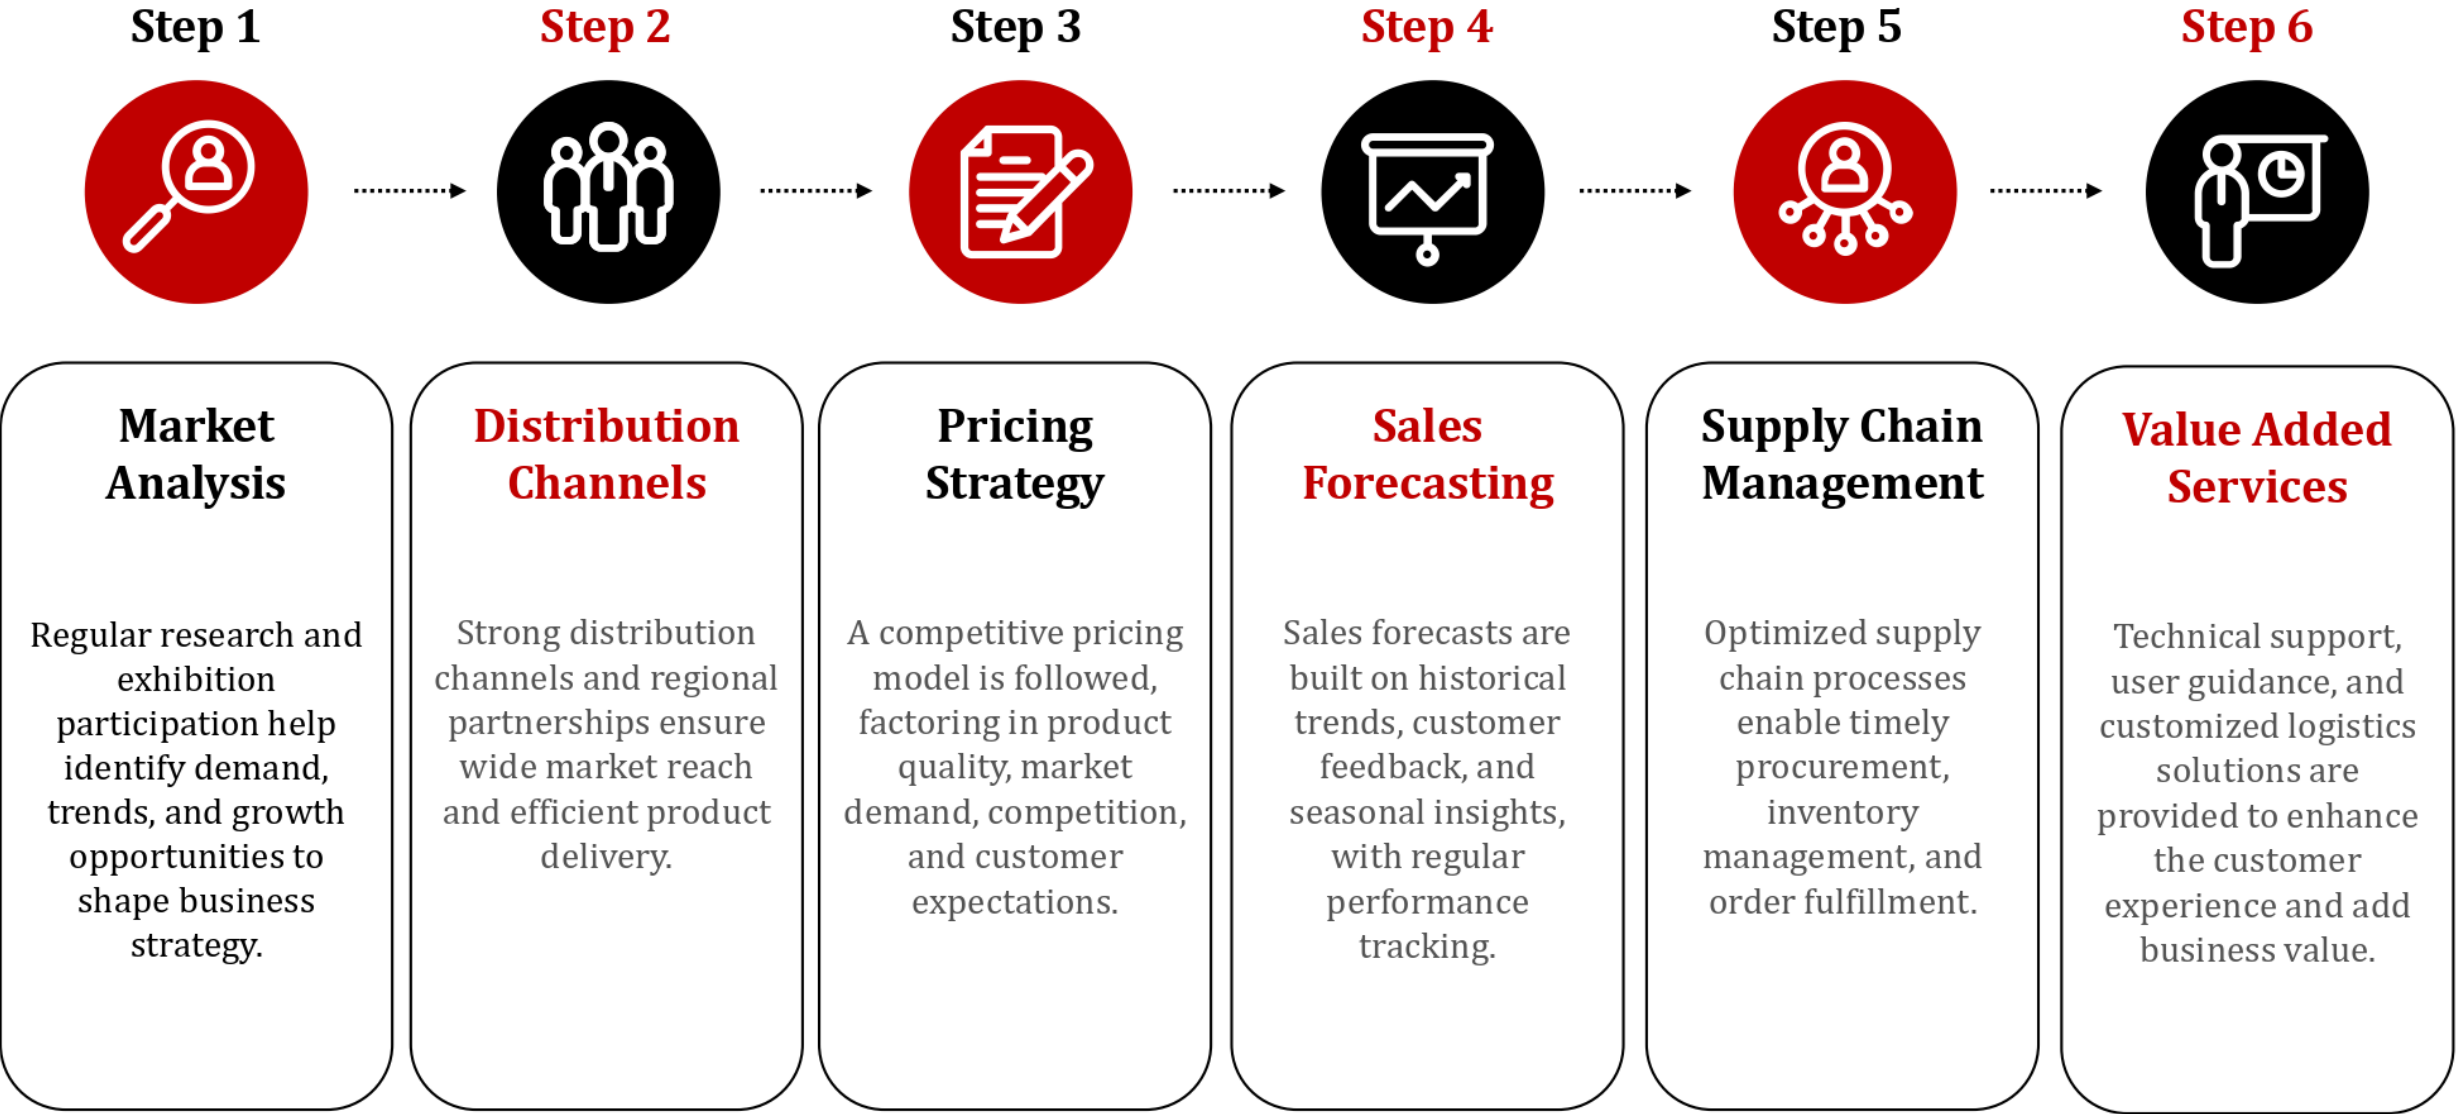 Step 1
Step 2
Step 3
Step 4
Step 5
Step 6
Market
Analysis
Regular research and
exhibition
participation help
identify demand,
trends, and growth
opportunities to
shape business
strategy.
Distribution
Channels
Strong distribution
channels and regional
partnerships ensure
wide market reach
and efficient product
delivery.
Pricing
Strategy
A competitive pricing
model is followed,
factoring in product
quality, market
demand, competition,
and customer
expectations.
Sales
Forecasting
Sales forecasts are
built on historical
trends, customer
feedback, and
seasonal insights,
with regular
performance
tracking.
Supply Chain
Management
Optimized supply
chain processes
enable timely
procurement,
inventory
management, and
order fulfillment.
Value Added
Services
Technical support,
user guidance, and
customized logistics
solutions are
provided to enhance
the customer
experience and add
business value.